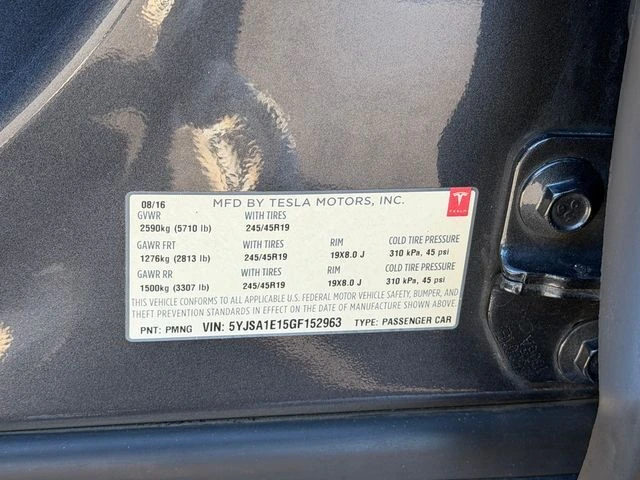 08/16 MFD BY TESLA MOTORS, INC.
GVWR WITH TIRES
2590kg (5710 lb) 245/45R19
GAWR FRT WITH TIRES RIM COLD TIRE PRESSURE
1276kg (2813 lb) 245/45R19 19X8.0 J 310 kPa, 45 psi
GAWR RR WITH TIRES RIM COLD TIRE PRESSURE
1500kg (3307 lb) 245/45R19 19X8.0 J 310 kPa, 45 psi
THIS VEHICLE CONFORMS TO ALL APPLICABLE U.S. FEDERAL MOTOR VEHICLE SAFETY, BUMPER, AND
THEFT PREVENTION STANDARDS IN EFFECT ON THE DATE OF MANUFACTURE SHOWN ABOVE.
PNT: PMNG VIN: 5YJSA1E15GF152963 TYPE: PASSENGER CAR
TESLA